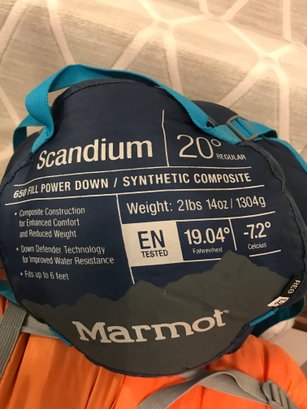 Scandium 20° REGULAR
650 FILL POWER DOWN / SYNTHETIC COMPOSITE
• Composite Construction
for Enhanced Comfort
and Reduced Weight
• Down Defender Technology
for Improved Water Resistance
• Fits up to 6 feet
Weight: 2lbs 14oz / 1304g
EN TESTED
19.04° Fahrenheit
-7.2° Celcius
Marmot
REG